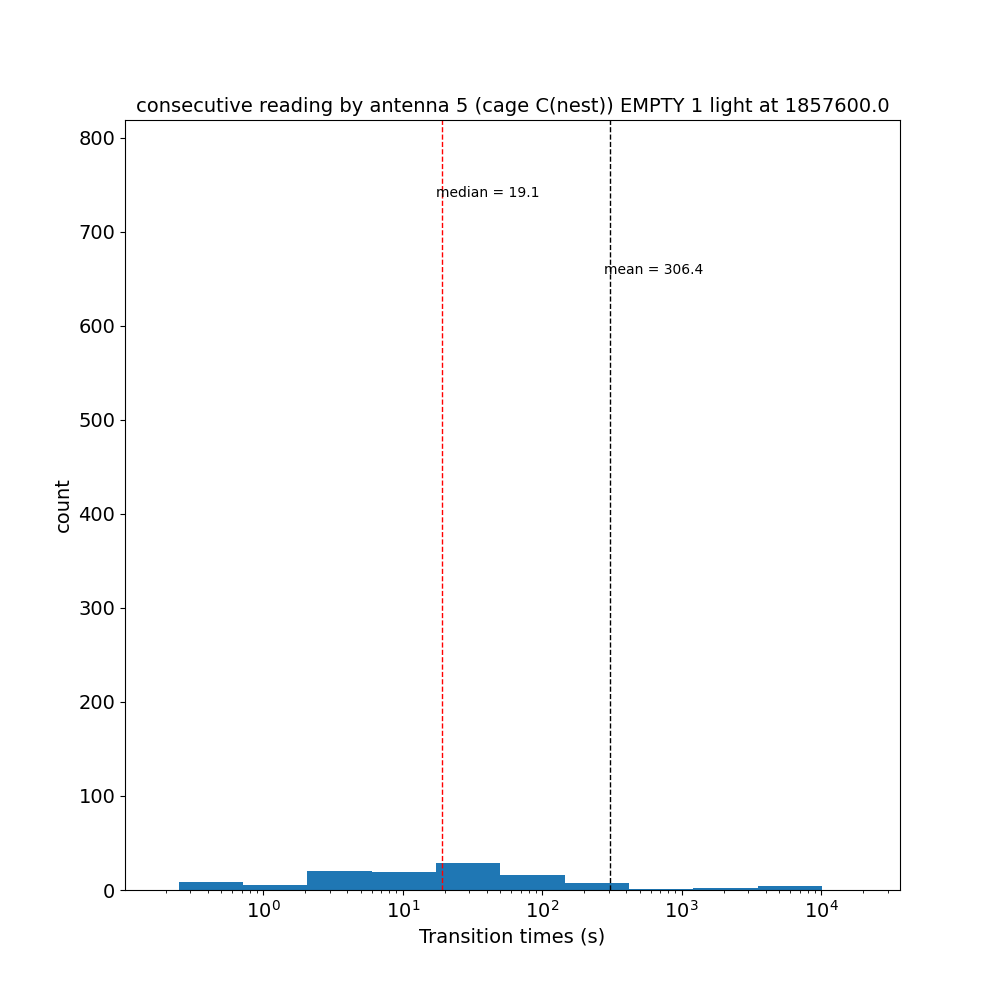 consecutive reading by antenna 5 (cage C(nest)) EMPTY 1 light at 1857600.0
800
median = 19.1
700
mean = 306.4
600
500
count
400
300
200
100
0
10⁰ 10¹ 10² 10³ 10⁴
Transition times (s)